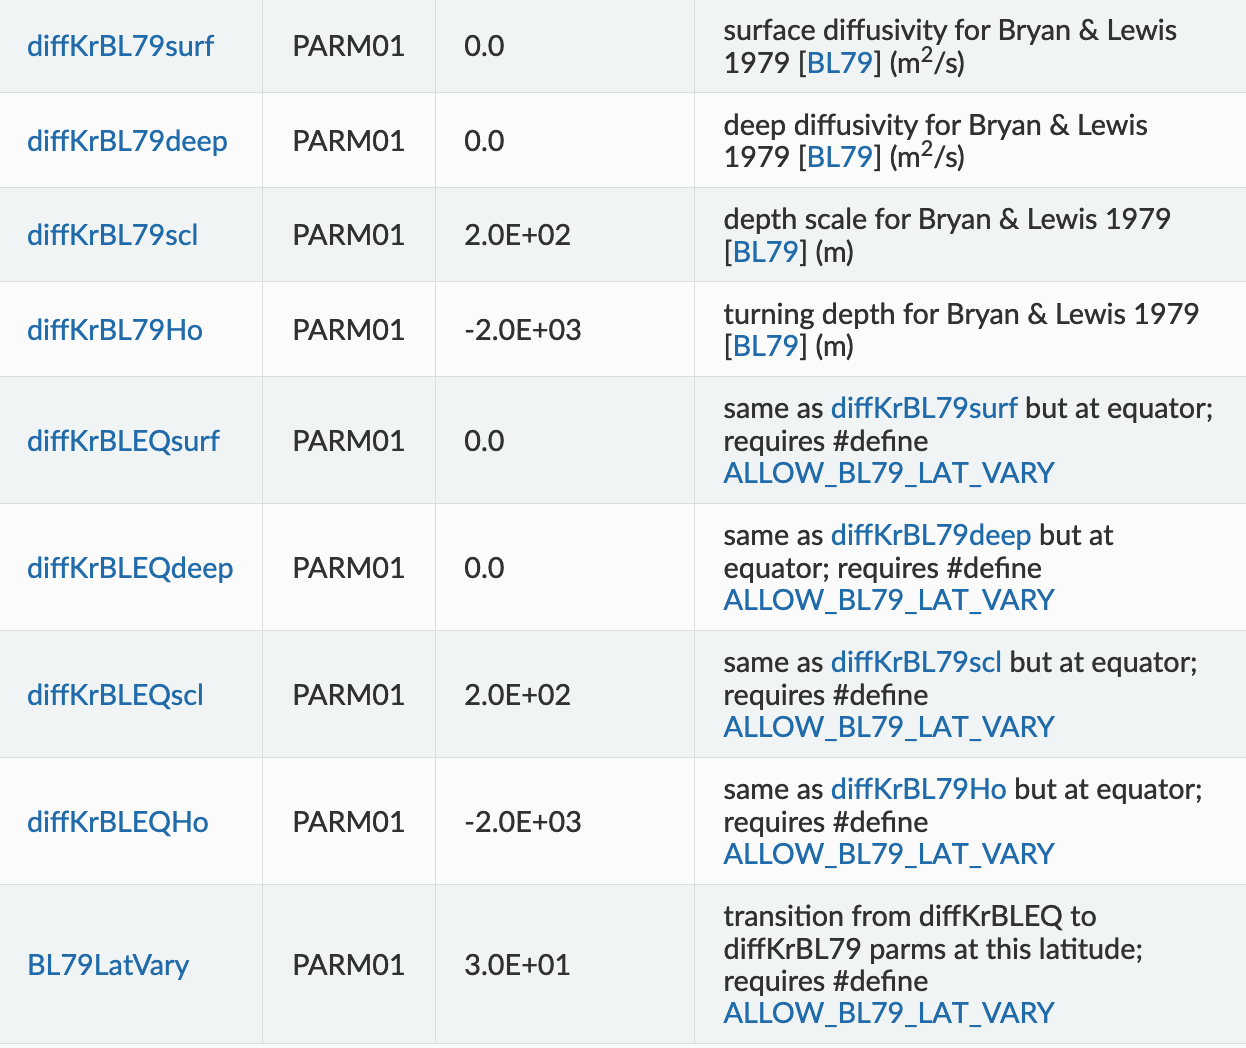 diffKrBL79surf PARM01 0.0 surface diffusivity for Bryan & Lewis
1979 [BL79] (m²/s)
diffKrBL79deep PARM01 0.0 deep diffusivity for Bryan & Lewis
1979 [BL79] (m²/s)
diffKrBL79scl PARM01 2.0E+02 depth scale for Bryan & Lewis 1979
[BL79] (m)
diffKrBL79Ho PARM01 -2.0E+03 turning depth for Bryan & Lewis 1979
[BL79] (m)
diffKrBLEQsurf PARM01 0.0 same as diffKrBL79surf but at equator;
requires #define
ALLOW_BL79_LAT_VARY
diffKrBLEQdeep PARM01 0.0 same as diffKrBL79deep but at
equator; requires #define
ALLOW_BL79_LAT_VARY
diffKrBLEQscl PARM01 2.0E+02 same as diffKrBL79scl but at equator;
requires #define
ALLOW_BL79_LAT_VARY
diffKrBLEQHo PARM01 -2.0E+03 same as diffKrBL79Ho but at equator;
requires #define
ALLOW_BL79_LAT_VARY
BL79LatVary PARM01 3.0E+01 transition from diffKrBLEQ to
diffKrBL79 parms at this latitude;
requires #define
ALLOW_BL79_LAT_VARY